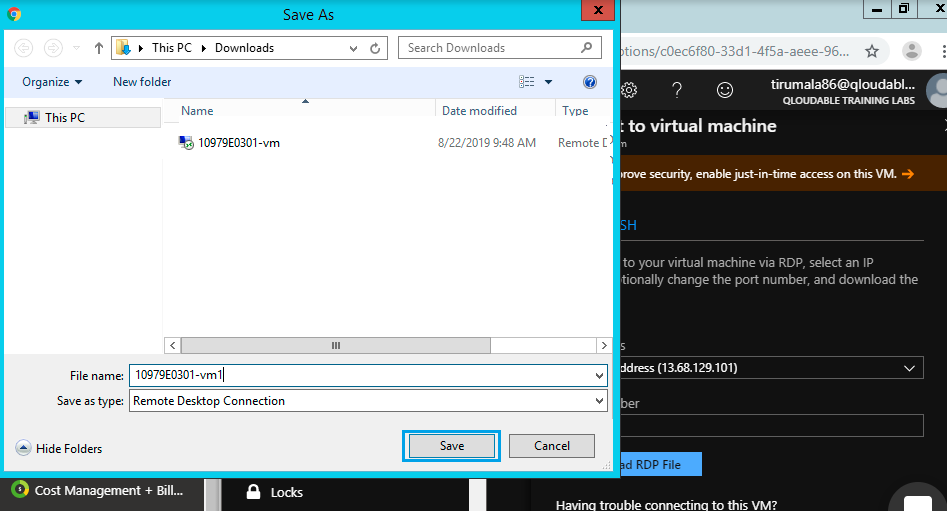 Save As
This PC Downloads
Search Downloads
Organize New folder
Name Date modified Type
This PC
10979E0301-vm 8/22/2019 9:48 AM Remote D
File name: 10979E0301-vm1
Save as type: Remote Desktop Connection
Hide Folders
Save Cancel
Cost Management + Bill...
Locks
otions/c0ec6f80-33d1-4f5a-aeee-96...
tirumala86@qloudabl...
QLOUDABLE TRAINING LABS
t to virtual machine
m
prove security, enable just-in-time access on this VM.
SH
to your virtual machine via RDP, select an IP
tionally change the port number, and download the
s
ddress (13.68.129.101)
ber
ad RDP File
Having trouble connecting to this VM?